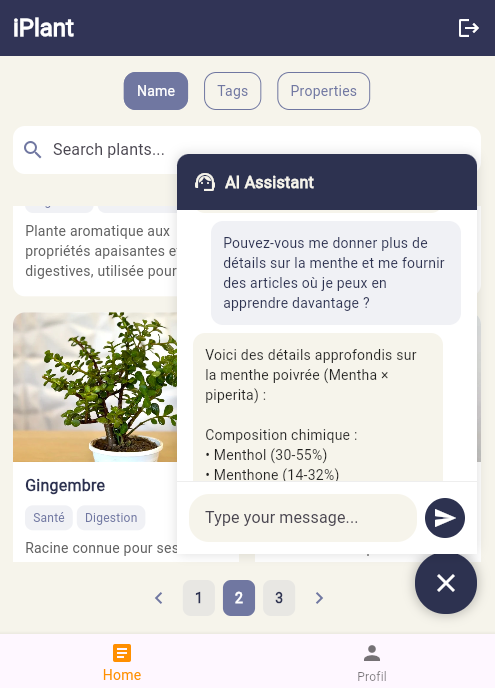 iPlant
Name
Tags
Properties
Search plants...
Plante aromatique aux
propriétés apaisantes
digestives, utilisée pour
Gingembre
Santé
Digestion
Racine connue pour ses
AI Assistant
Pouvez-vous me donner plus de
détails sur la menthe et me fournir
des articles où je peux en
apprendre davantage ?
Voici des détails approfondis sur
la menthe poivrée (Mentha ×
piperita) :
Composition chimique :
• Menthol (30-55%)
• Menthone (14-32%)
Type your message...
1
2
3
Home
Profil